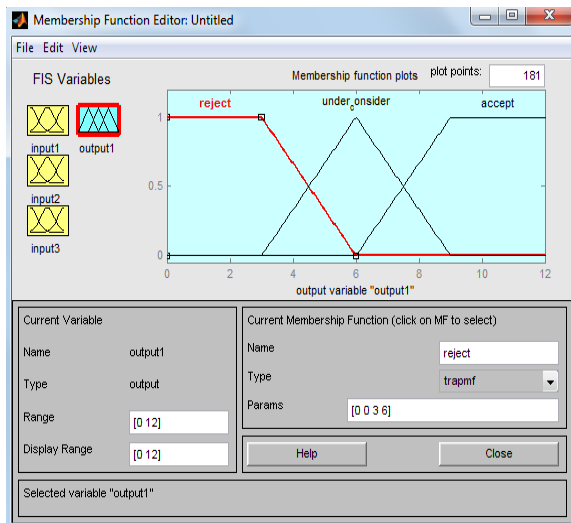 Membership Function Editor: Untitled
File Edit View
FIS Variables
Membership function plots plot points: 181
input1 output1
input2
input3
reject under_consider accept
1
0.5
0
0 2 4 6 8 10 12
output variable "output1"
Current Variable
Name output1
Type output
Range [0 12]
Display Range [0 12]
Current Membership Function (click on MF to select)
Name reject
Type trapmf
Params [0 0 3 6]
Help Close
Selected variable "output1"